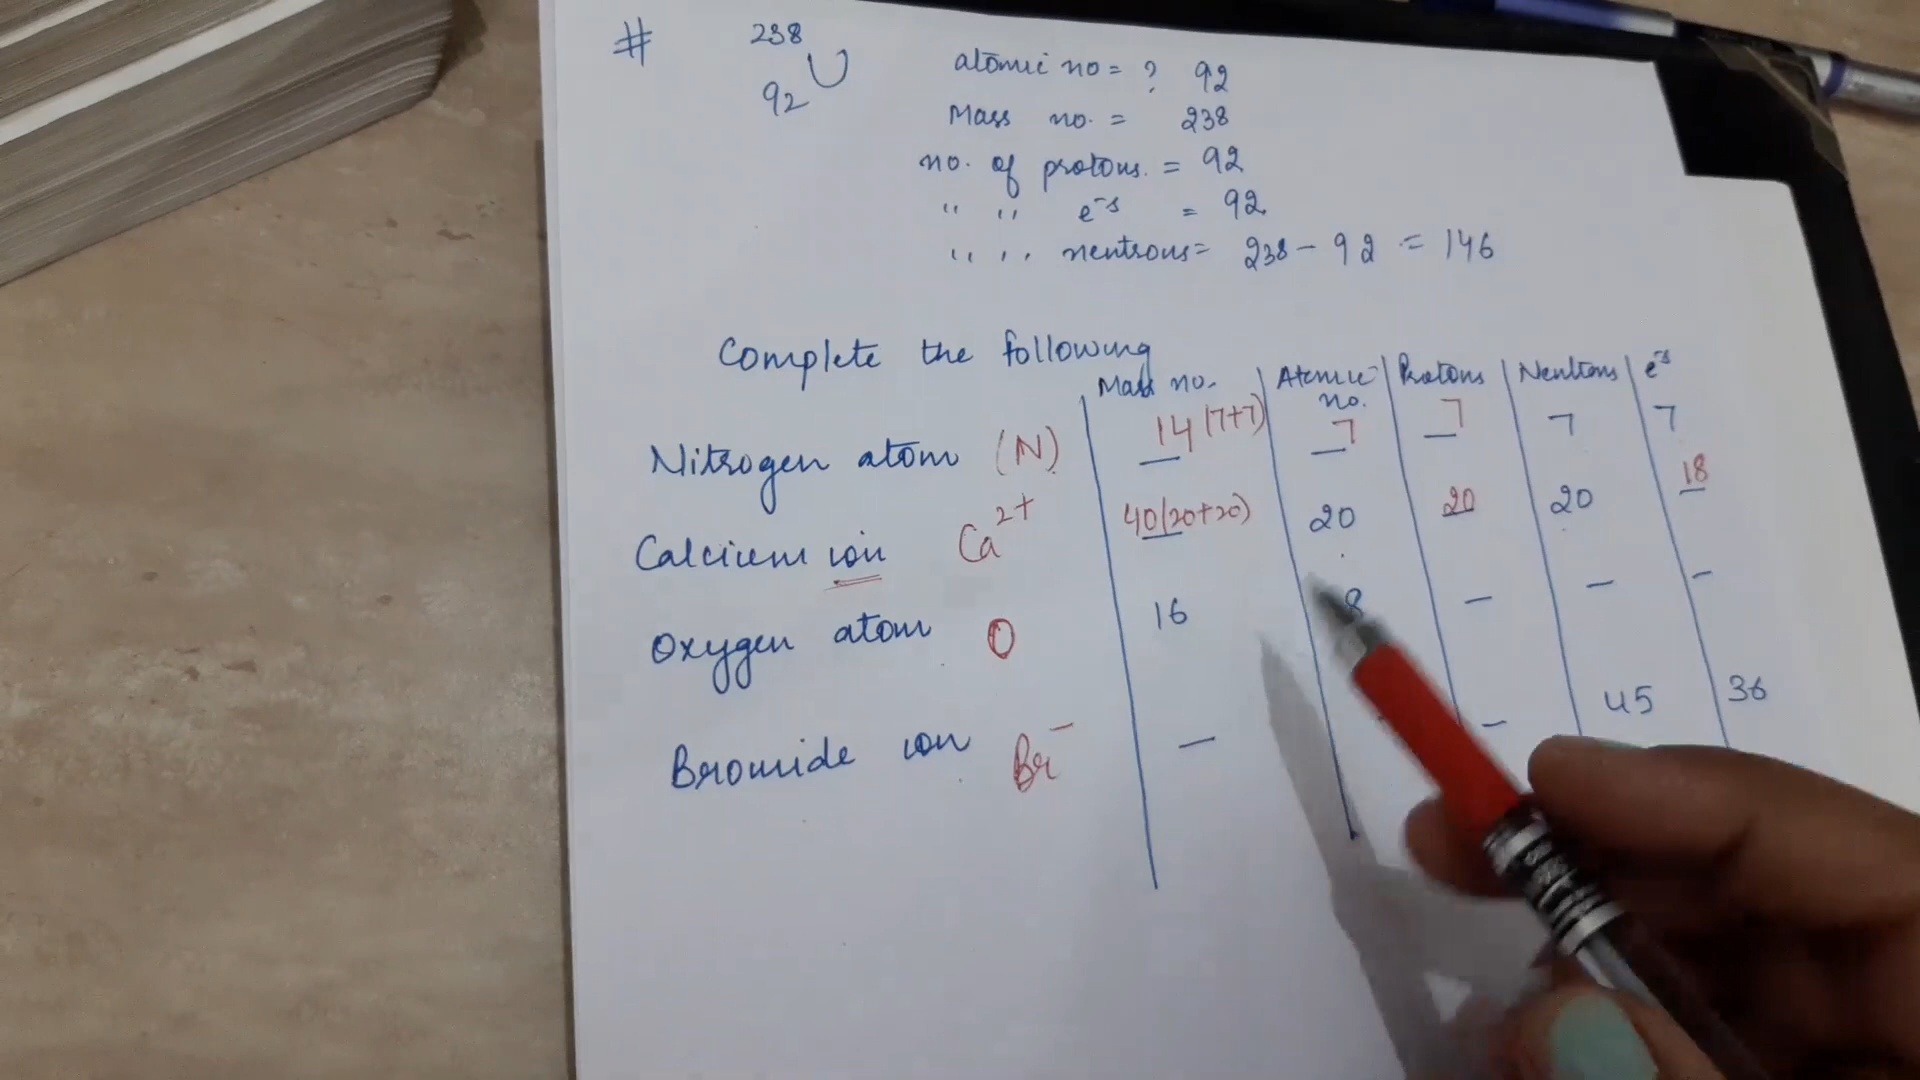 # 238
92 U
atomic no = ? 92
Mass no. = 238
no. of protons. = 92
" " e⁻s = 92
" " neutrons = 238 - 92 = 146
Complete the following
Mass no. Atomic no. Protons Neutrons e⁻s
Nitrogen atom (N) 14 (7+7) 7 7 7 7
Calcium ion Ca²⁺ 40 (20+20) 20 20 20 18
Oxygen atom O 16 8 — — —
Bromide ion Br⁻ — - — 45 36